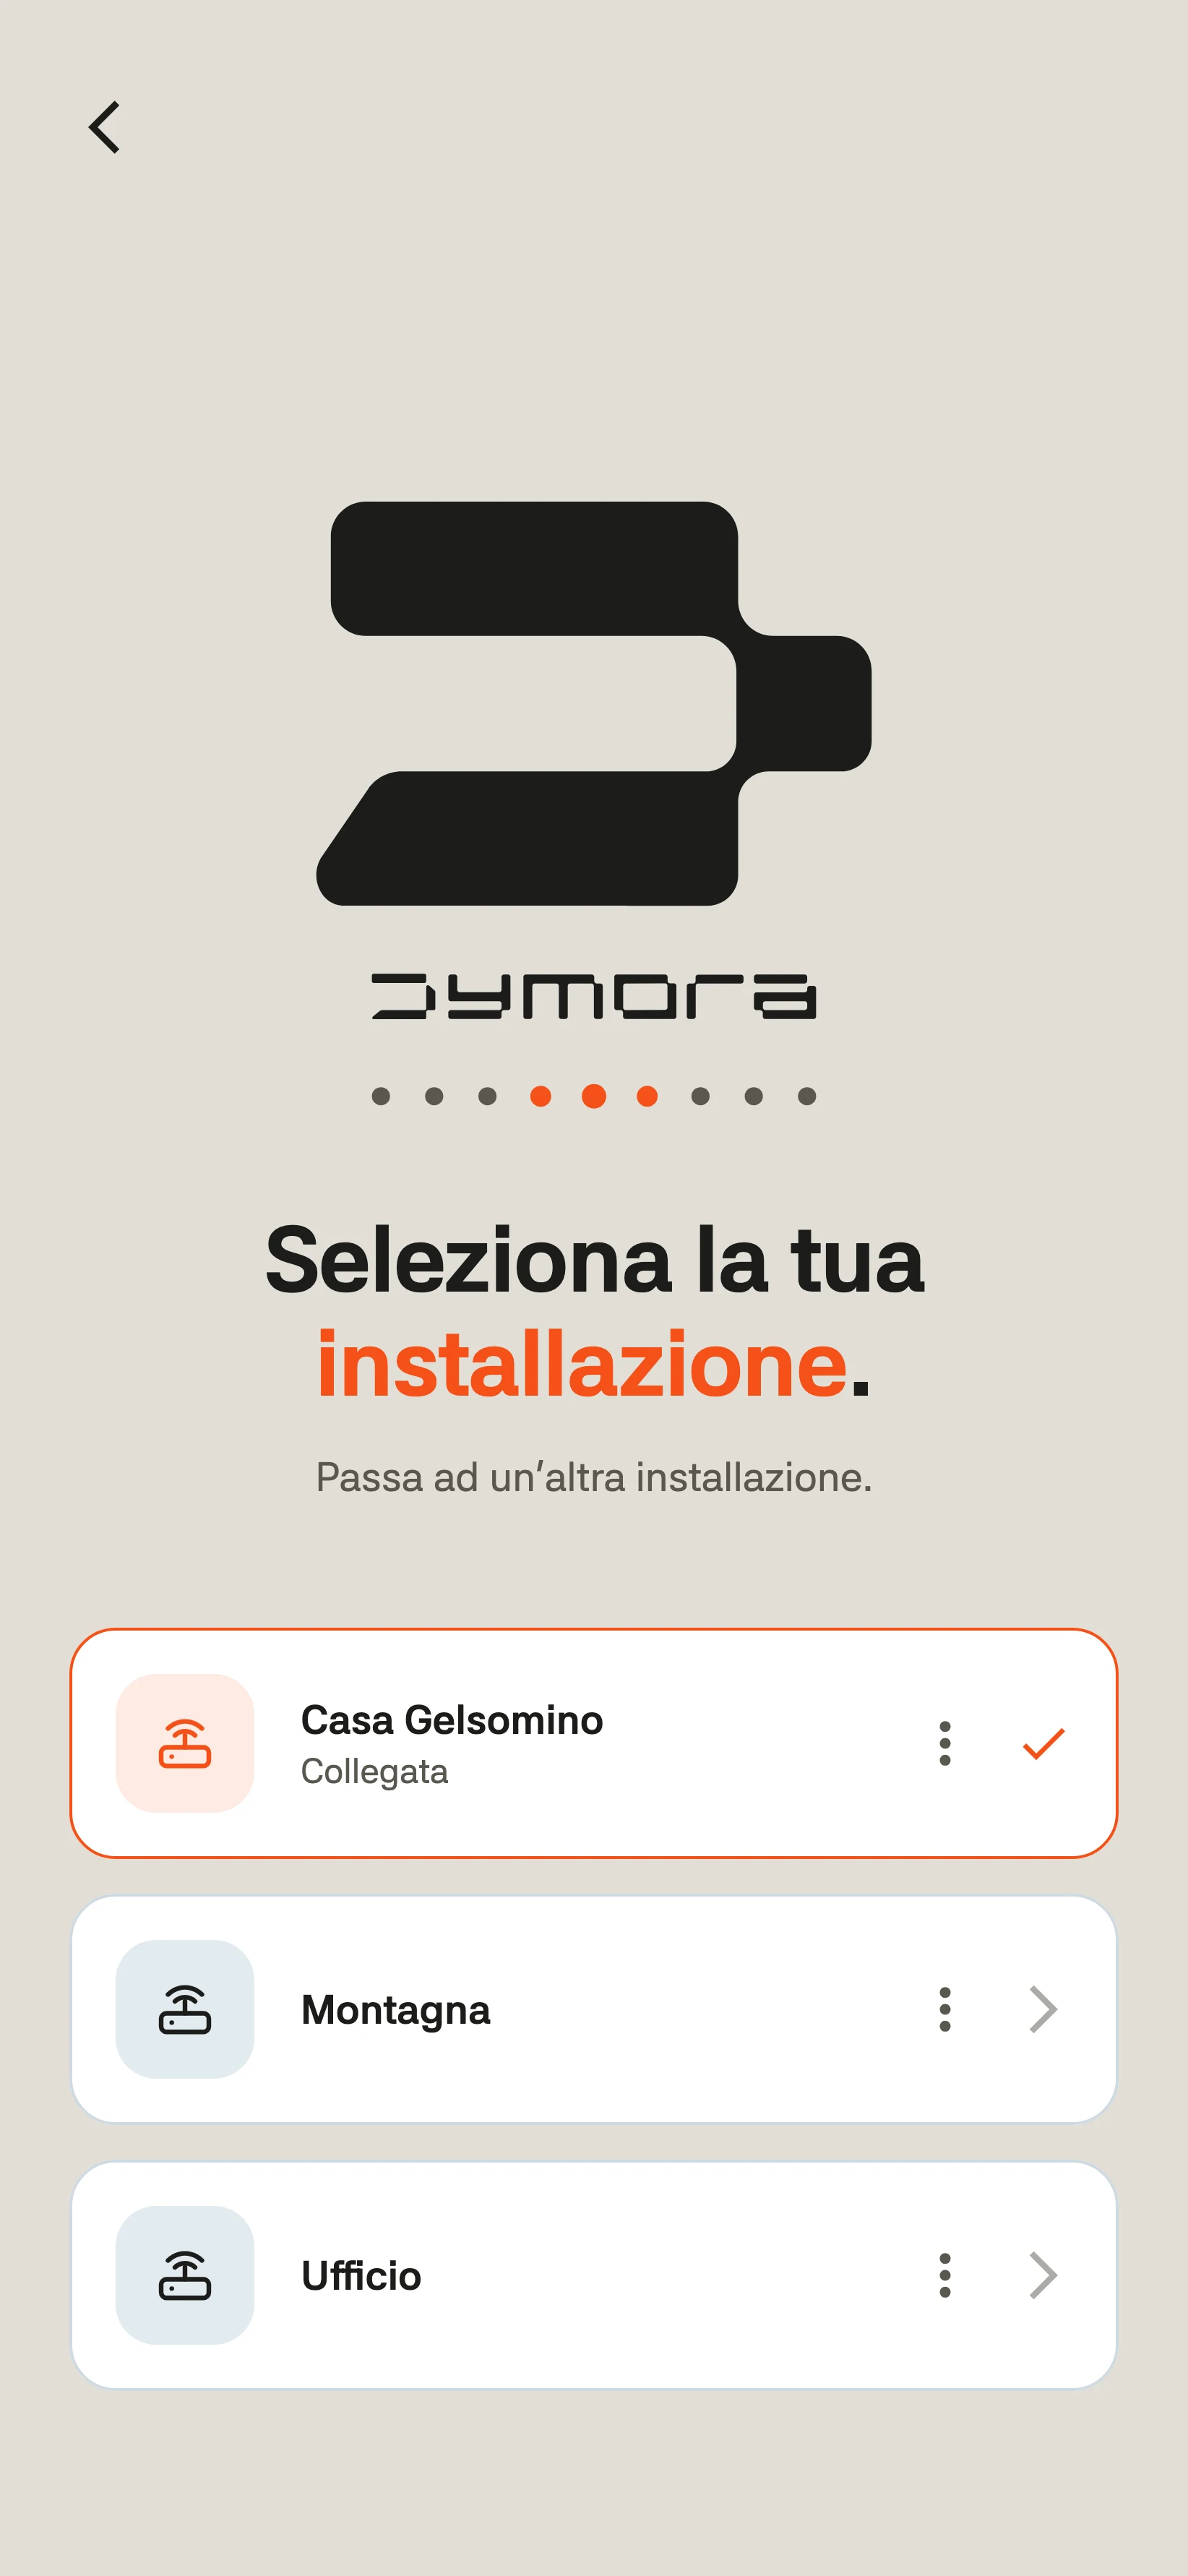 Dymora
Seleziona la tua
installazione.
Passa ad un’altra installazione.
Casa Gelsomino
Collegata
Montagna
Ufficio